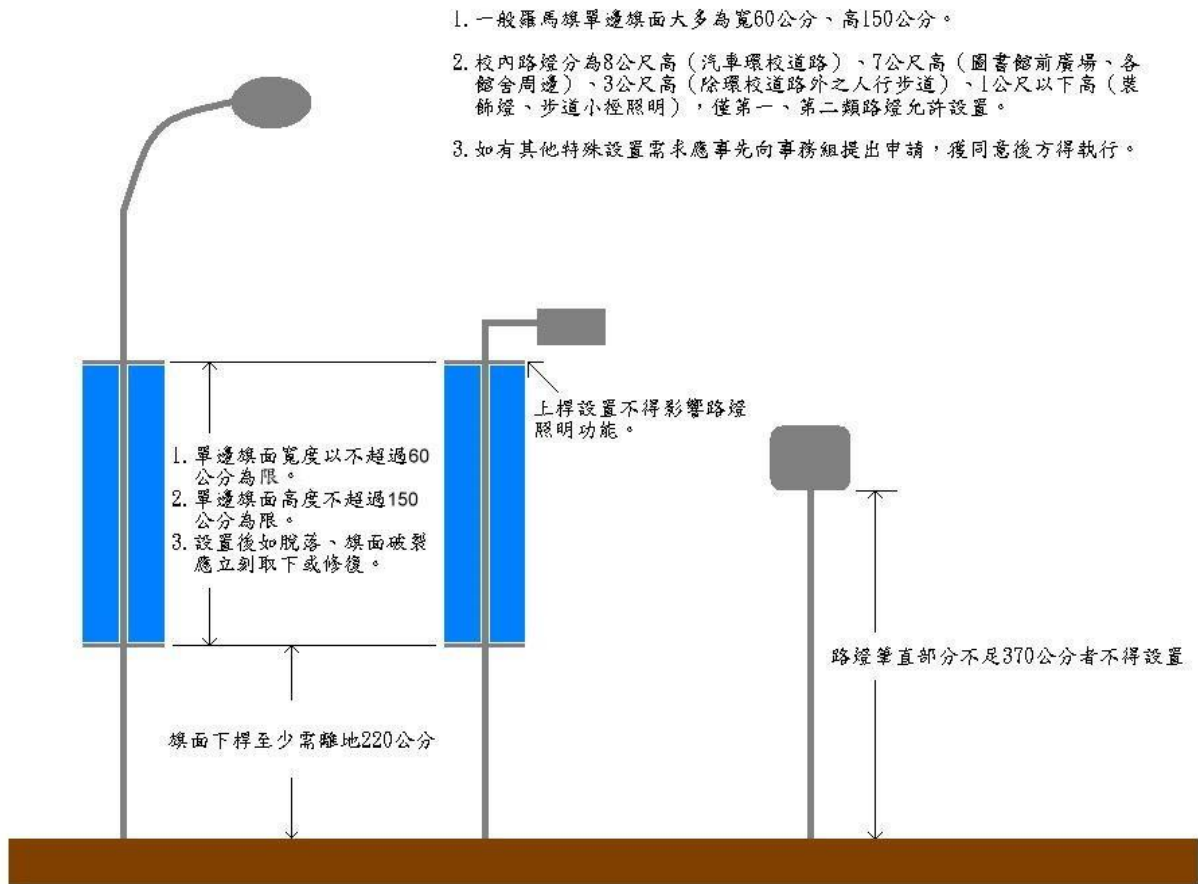 1. 一般羅馬旗單邊旗面大多為寬60公分、高150公分。
2. 校內路燈分為8公尺高（汽車環校道路）、7公尺高（圖書館前廣場、各
館舍周邊）、3公尺高（除環校道路外之人行步道）、1公尺以下高（裝
飾燈、步道小徑照明），僅第一、第二類路燈允許設置。
3. 如有其他特殊設置需求應事先向事務組提出申請，獲同意後方得執行。
上桿設置不得影響路燈
照明功能。
1. 單邊旗面寬度以不超過60
公分為限。
2. 單邊旗面高度不超過150
公分為限。
3. 設置後如脫落、旗面破裂
應立刻取下或修復。
路燈筆直部分不足370公分者不得設置
旗面下桿至少需離地220公分